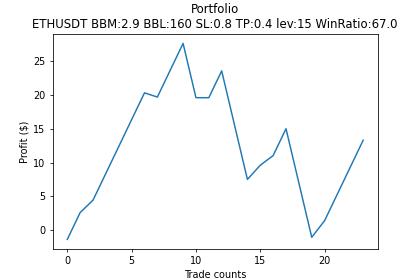 Portfolio
ETHUSDT BBM:2.9 BBL:160 SL:0.8 TP:0.4 lev:15 WinRatio:67.0
Profit ($)
25
20
15
10
5
0
0 5 10 15 20
Trade counts